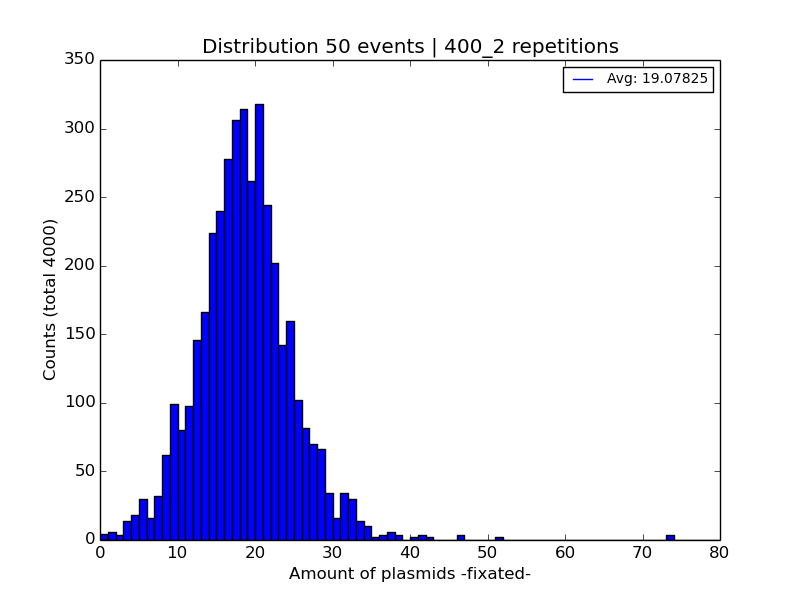 Distribution 50 events | 400_2 repetitions
Avg: 19.07825
350
300
250
200
150
100
50
0
Counts (total 4000)
0 10 20 30 40 50 60 70 80
Amount of plasmids -fixated-